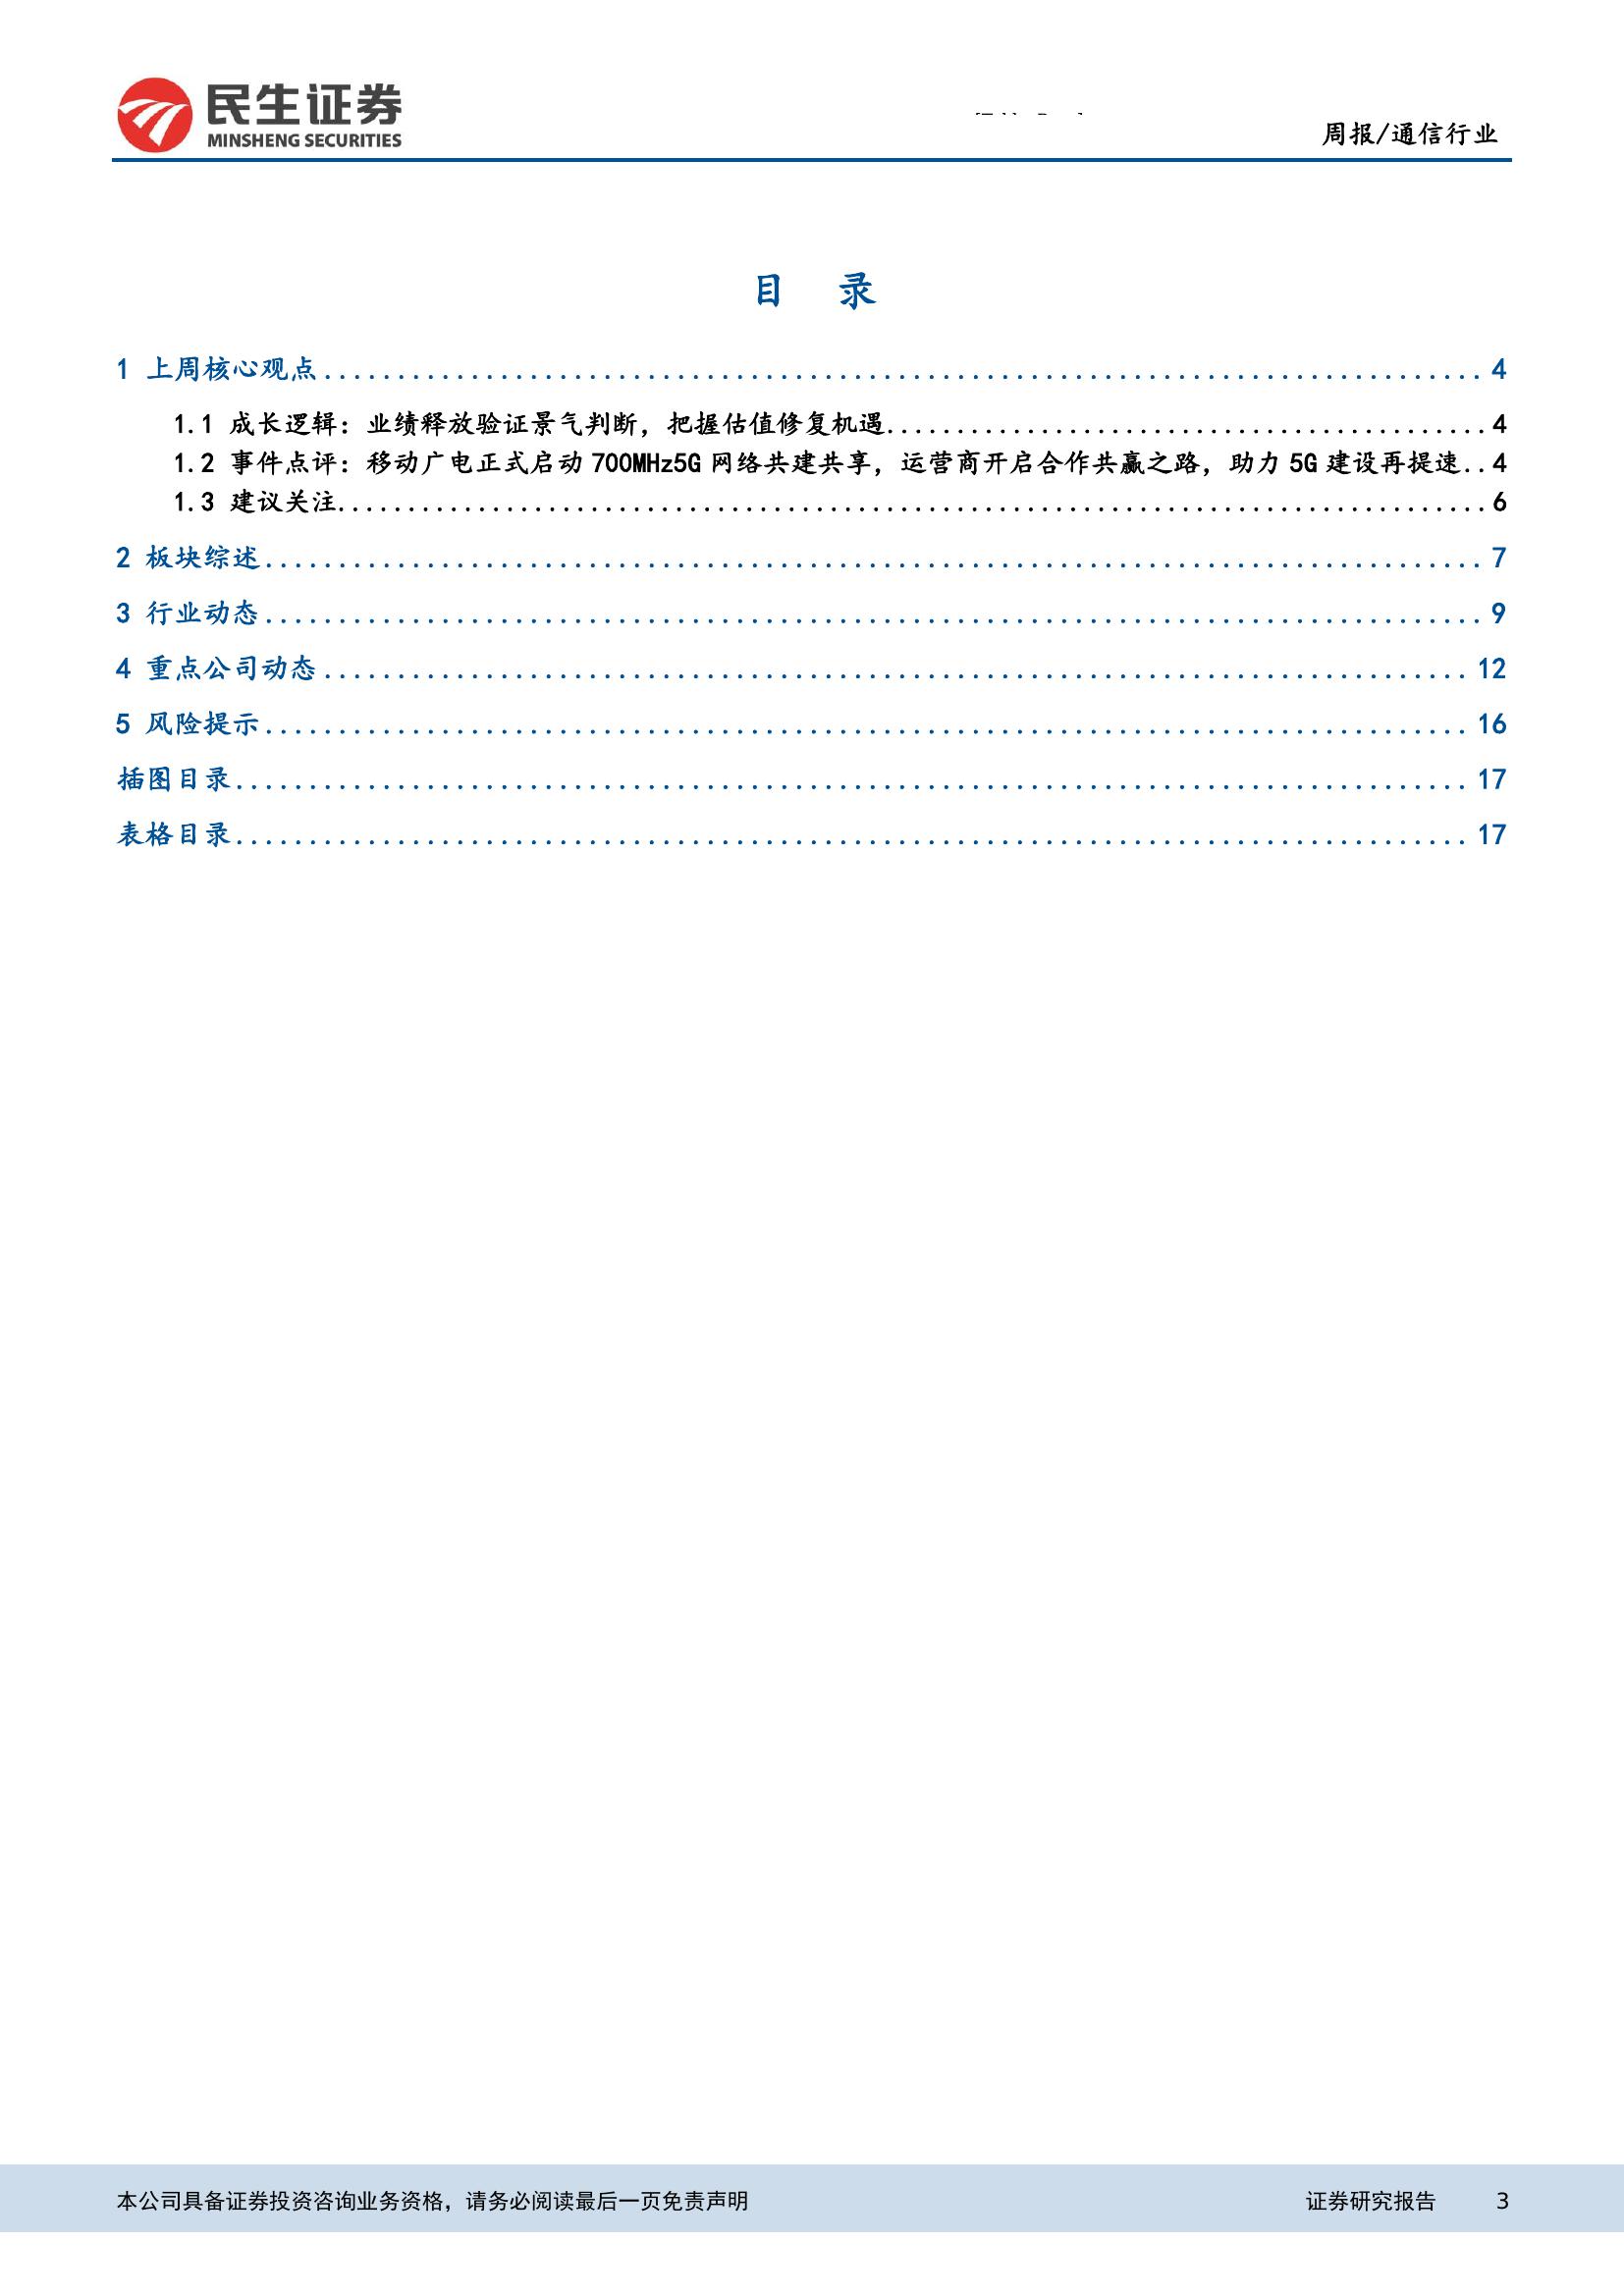 民生证券
MINSHENG SECURITIES
周报/通信行业
目 录
1 上周核心观点 4
1.1 成长逻辑：业绩释放验证景气判断，把握估值修复机遇 4
1.2 事件点评：移动广电正式启动 700MHz5G 网络共建共享，运营商开启合作共赢之路，助力 5G 建设再提速 4
1.3 建议关注 6
2 板块综述 7
3 行业动态 9
4 重点公司动态 12
5 风险提示 16
插图目录 17
表格目录 17
本公司具备证券投资咨询业务资格，请务必阅读最后一页免责声明
证券研究报告 3